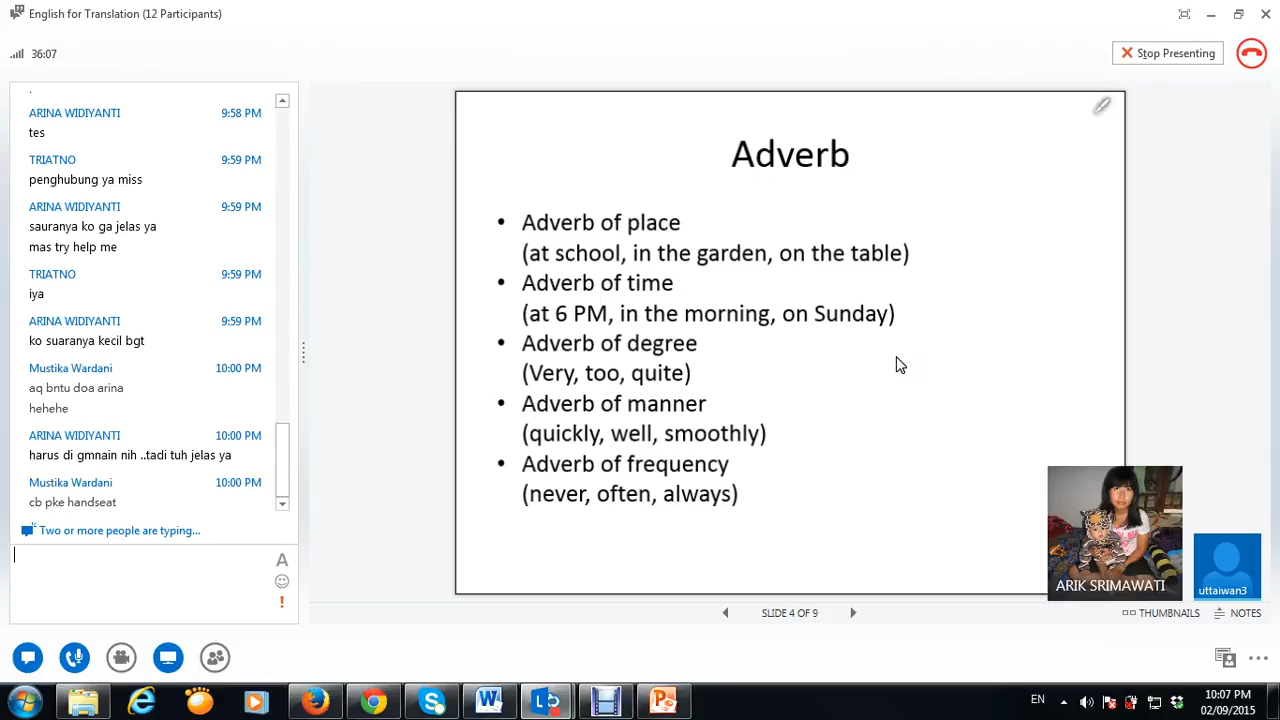 English for Translation (12 Participants)
36:07
Stop Presenting
.
ARINA WIDIYANTI 9:58 PM
tes
TRIATNO 9:59 PM
penghubung ya miss
ARINA WIDIYANTI 9:59 PM
sauranya ko ga jelas ya
mas try help me
TRIATNO 9:59 PM
iya
ARINA WIDIYANTI 9:59 PM
ko suaranya kecil bgt
Mustika Wardani 10:00 PM
aq bntu doa arina
hehehe
ARINA WIDIYANTI 10:00 PM
harus di gmnain nih ..tadi tuh jelas ya
Mustika Wardani 10:00 PM
cb pke handseat
Two or more people are typing...
A
!
Adverb
• Adverb of place
(at school, in the garden, on the table)
• Adverb of time
(at 6 PM, in the morning, on Sunday)
• Adverb of degree
(Very, too, quite)
• Adverb of manner
(quickly, well, smoothly)
• Adverb of frequency
(never, often, always)
ARIK SRIMAWATI
uttaiwan3
SLIDE 4 OF 9
THUMBNAILS
NOTES
EN
10:07 PM
02/09/2015